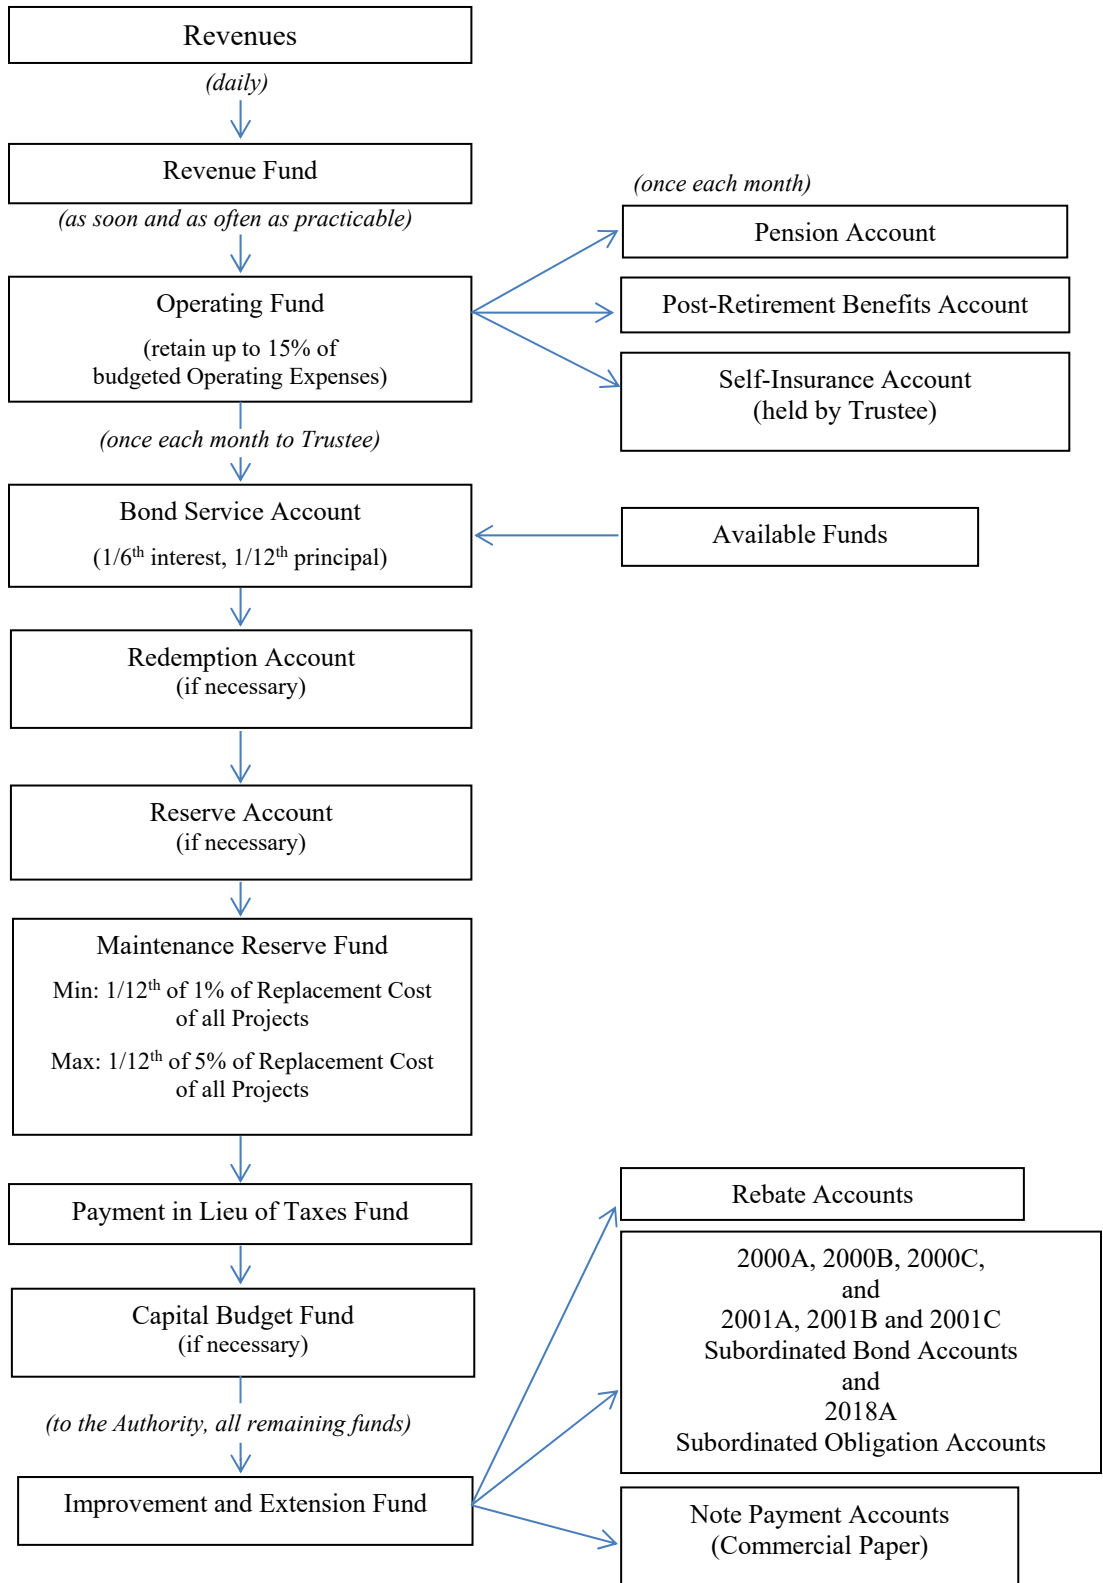 Revenues
(daily)
Revenue Fund
(as soon and as often as practicable)
(once each month)
Pension Account
Operating Fund
(retain up to 15% of
budgeted Operating Expenses)
Post-Retirement Benefits Account
Self-Insurance Account
(held by Trustee)
(once each month to Trustee)
Bond Service Account
(1/6th interest, 1/12th principal)
Available Funds
Redemption Account
(if necessary)
Reserve Account
(if necessary)
Maintenance Reserve Fund
Min: 1/12th of 1% of Replacement Cost
of all Projects
Max: 1/12th of 5% of Replacement Cost
of all Projects
Payment in Lieu of Taxes Fund
Capital Budget Fund
(if necessary)
(to the Authority, all remaining funds)
Improvement and Extension Fund
Rebate Accounts
2000A, 2000B, 2000C,
and
2001A, 2001B and 2001C
Subordinated Bond Accounts
and
2018A
Subordinated Obligation Accounts
Note Payment Accounts
(Commercial Paper)